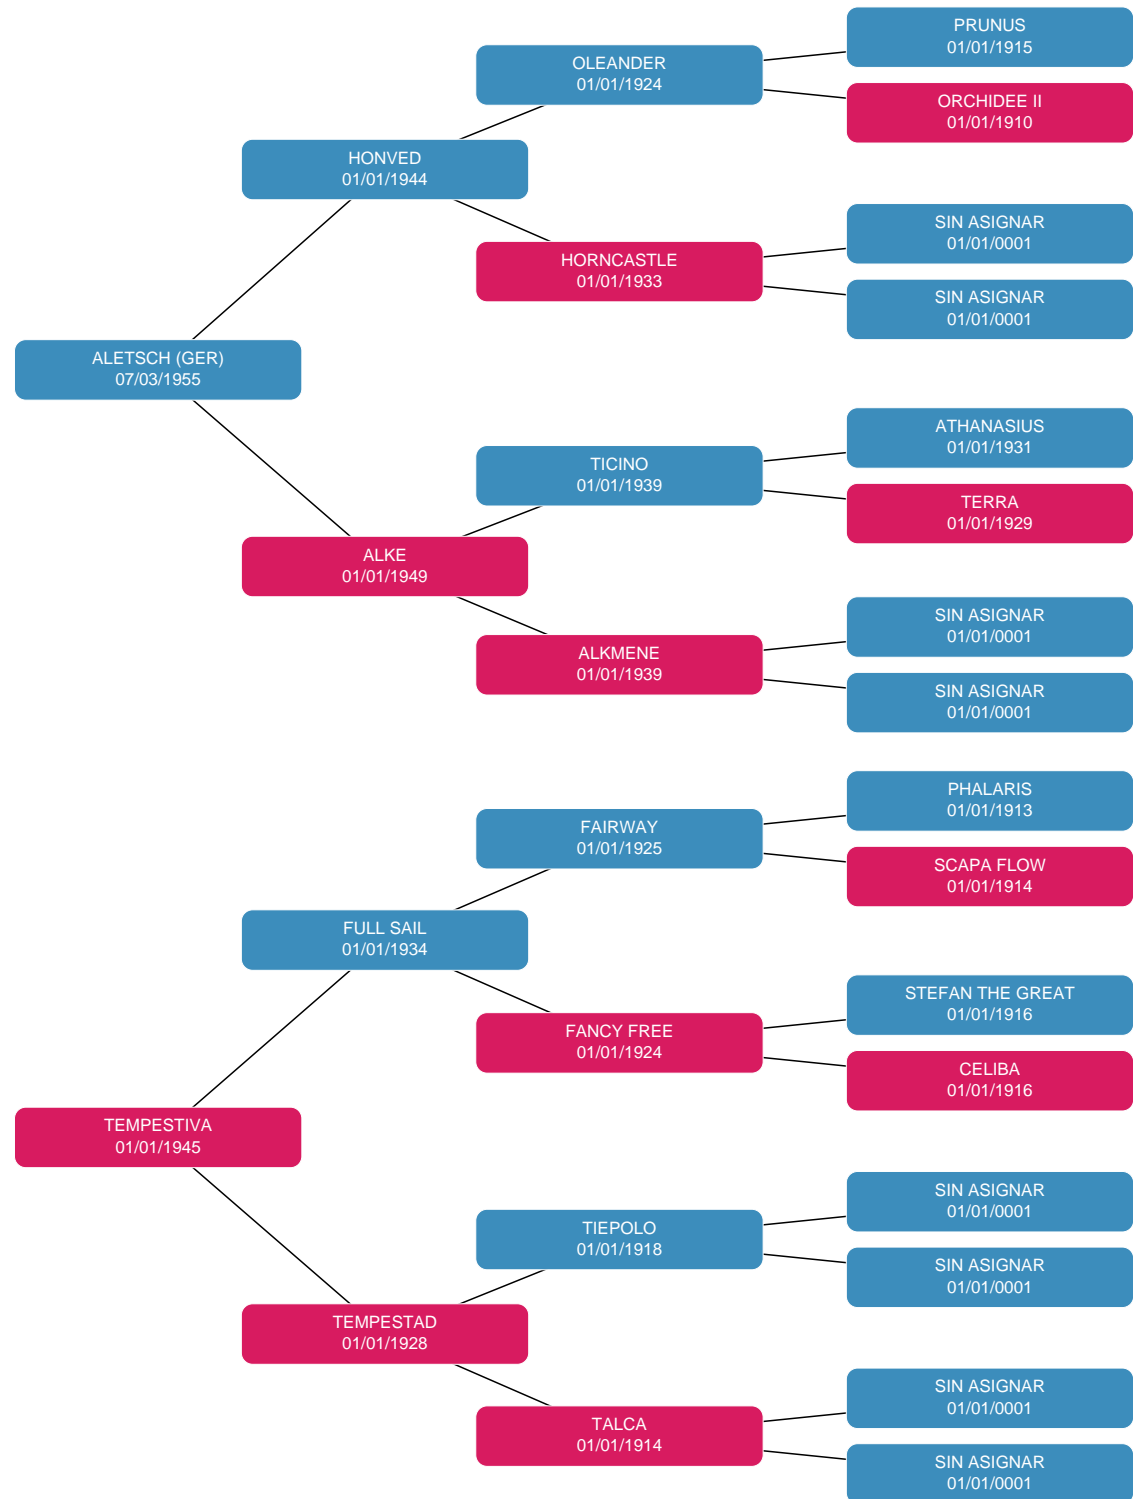 PRUNUS
01/01/1915
OLEANDER
01/01/1924
ORCHIDEE II
01/01/1910
HONVED
01/01/1944
SIN ASIGNAR
01/01/0001
HORNCASTLE
01/01/1933
SIN ASIGNAR
01/01/0001
ALETSCH (GER)
07/03/1955
ATHANASIUS
01/01/1931
TICINO
01/01/1939
TERRA
01/01/1929
ALKE
01/01/1949
SIN ASIGNAR
01/01/0001
ALKMENE
01/01/1939
SIN ASIGNAR
01/01/0001
PHALARIS
01/01/1913
FAIRWAY
01/01/1925
SCAPA FLOW
01/01/1914
FULL SAIL
01/01/1934
STEFAN THE GREAT
01/01/1916
FANCY FREE
01/01/1924
CELIBA
01/01/1916
TEMPESTIVA
01/01/1945
SIN ASIGNAR
01/01/0001
TIEPOLO
01/01/1918
SIN ASIGNAR
01/01/0001
TEMPESTAD
01/01/1928
SIN ASIGNAR
01/01/0001
TALCA
01/01/1914
SIN ASIGNAR
01/01/0001